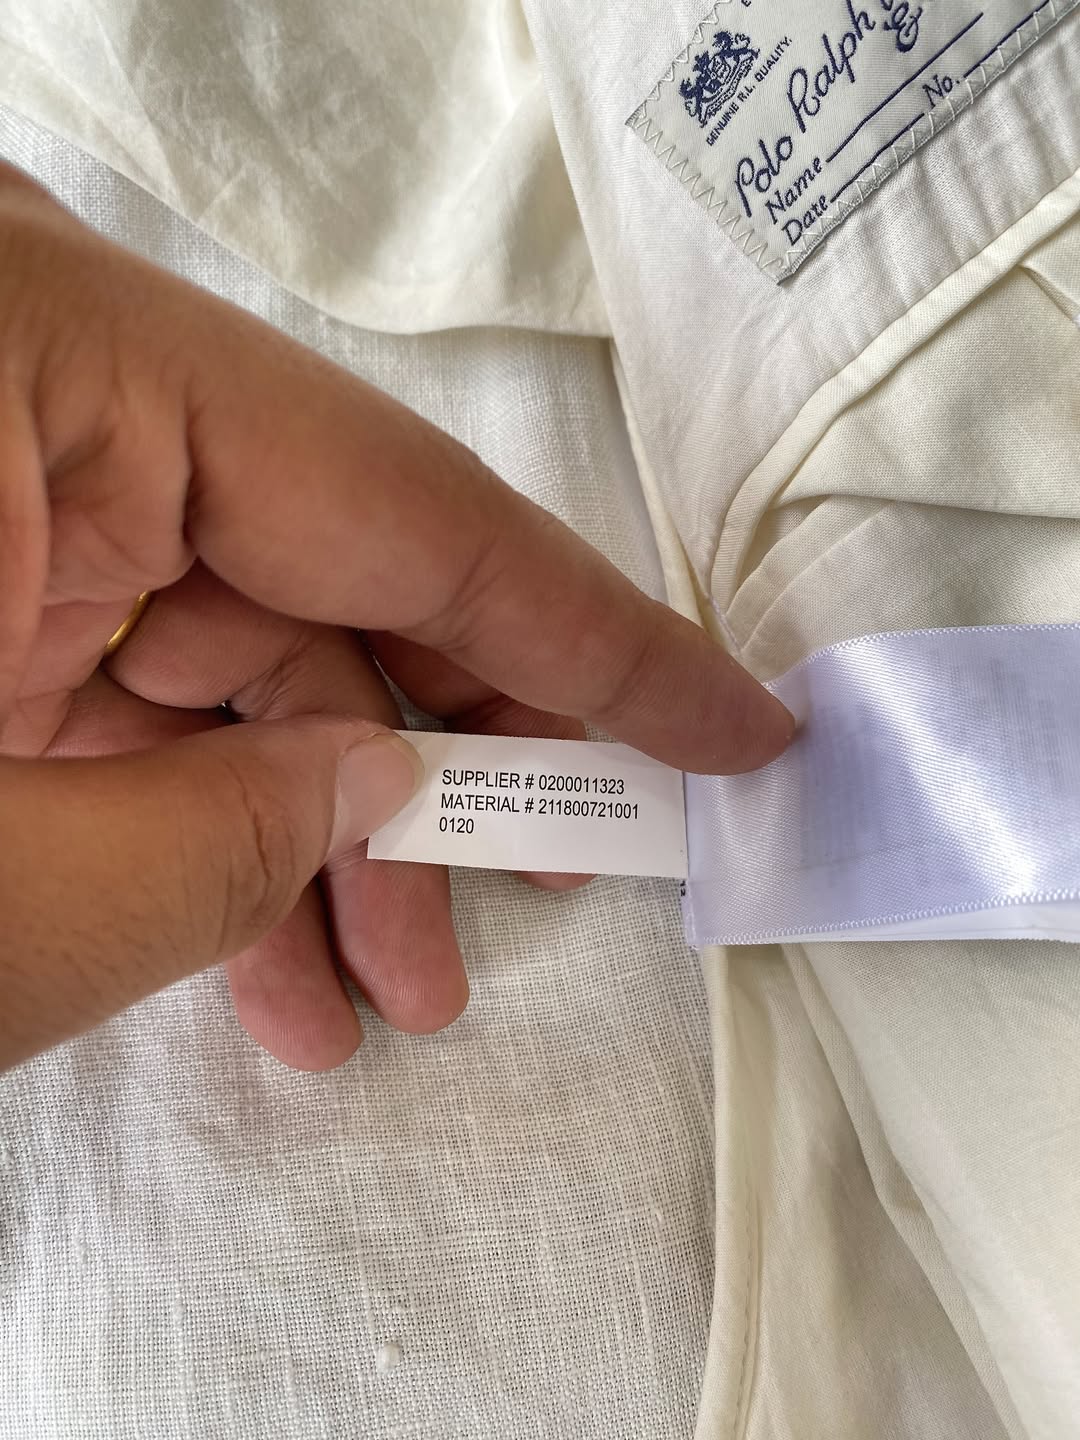 GENUINE R.L. QUALITY.
Polo Ralph
&
Name
No.
Date
SUPPLIER # 0200011323
MATERIAL # 211800721001
0120